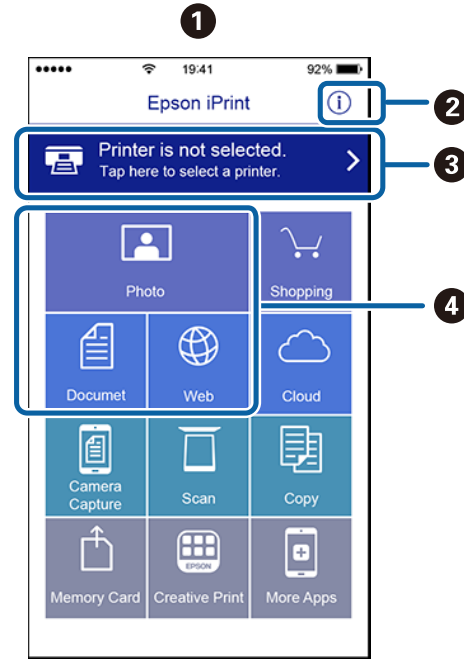 1
19:41
92%
Epson iPrint
i
2
Printer is not selected.
Tap here to select a printer.
3
Photo
Shopping
4
Documet
Web
Cloud
Camera
Capture
Scan
Copy
EPSON
Memory Card
Creative Print
More Apps